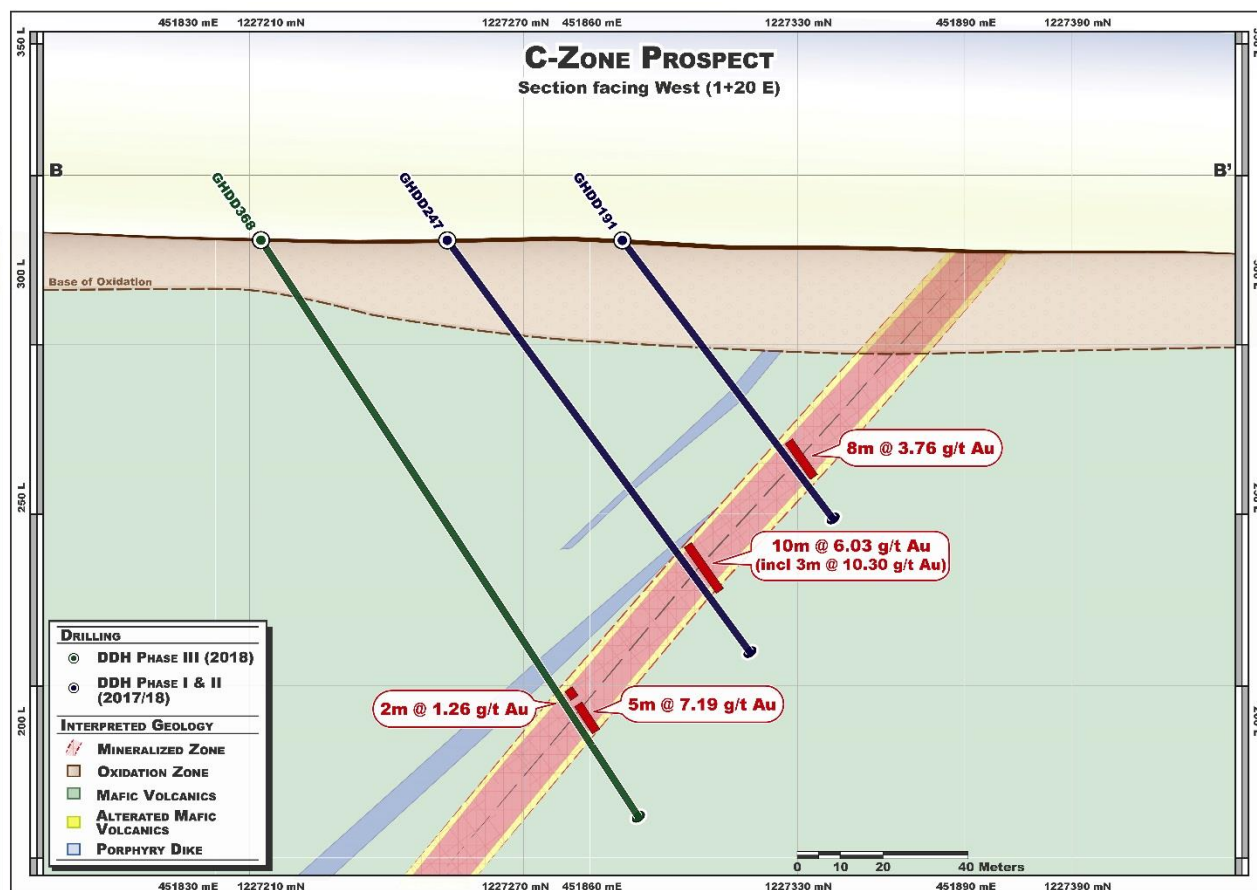 451830 mE 1227210 mN 1227270 mN 451860 mE 1227330 mN 451890 mE 1227390 mN
C-Zone Prospect
Section facing West (1+20 E)
350 L
B B'
GHDD368 GHDD247 GHDD191
300 L
Base of Oxidation
8m @ 3.76 g/t Au
250 L
10m @ 6.03 g/t Au
(incl 3m @ 10.30 g/t Au)
2m @ 1.26 g/t Au
5m @ 7.19 g/t Au
200 L
Drilling
DDH Phase III (2018)
DDH Phase I & II
(2017/18)
Interpreted Geology
Mineralized Zone
Oxidation Zone
Mafic Volcanics
Alterated Mafic
Volcanics
Porphyry Dike
0 10 20 40 Meters
451830 mE 1227210 mN 1227270 mN 451860 mE 1227330 mN 451890 mE 1227390 mN